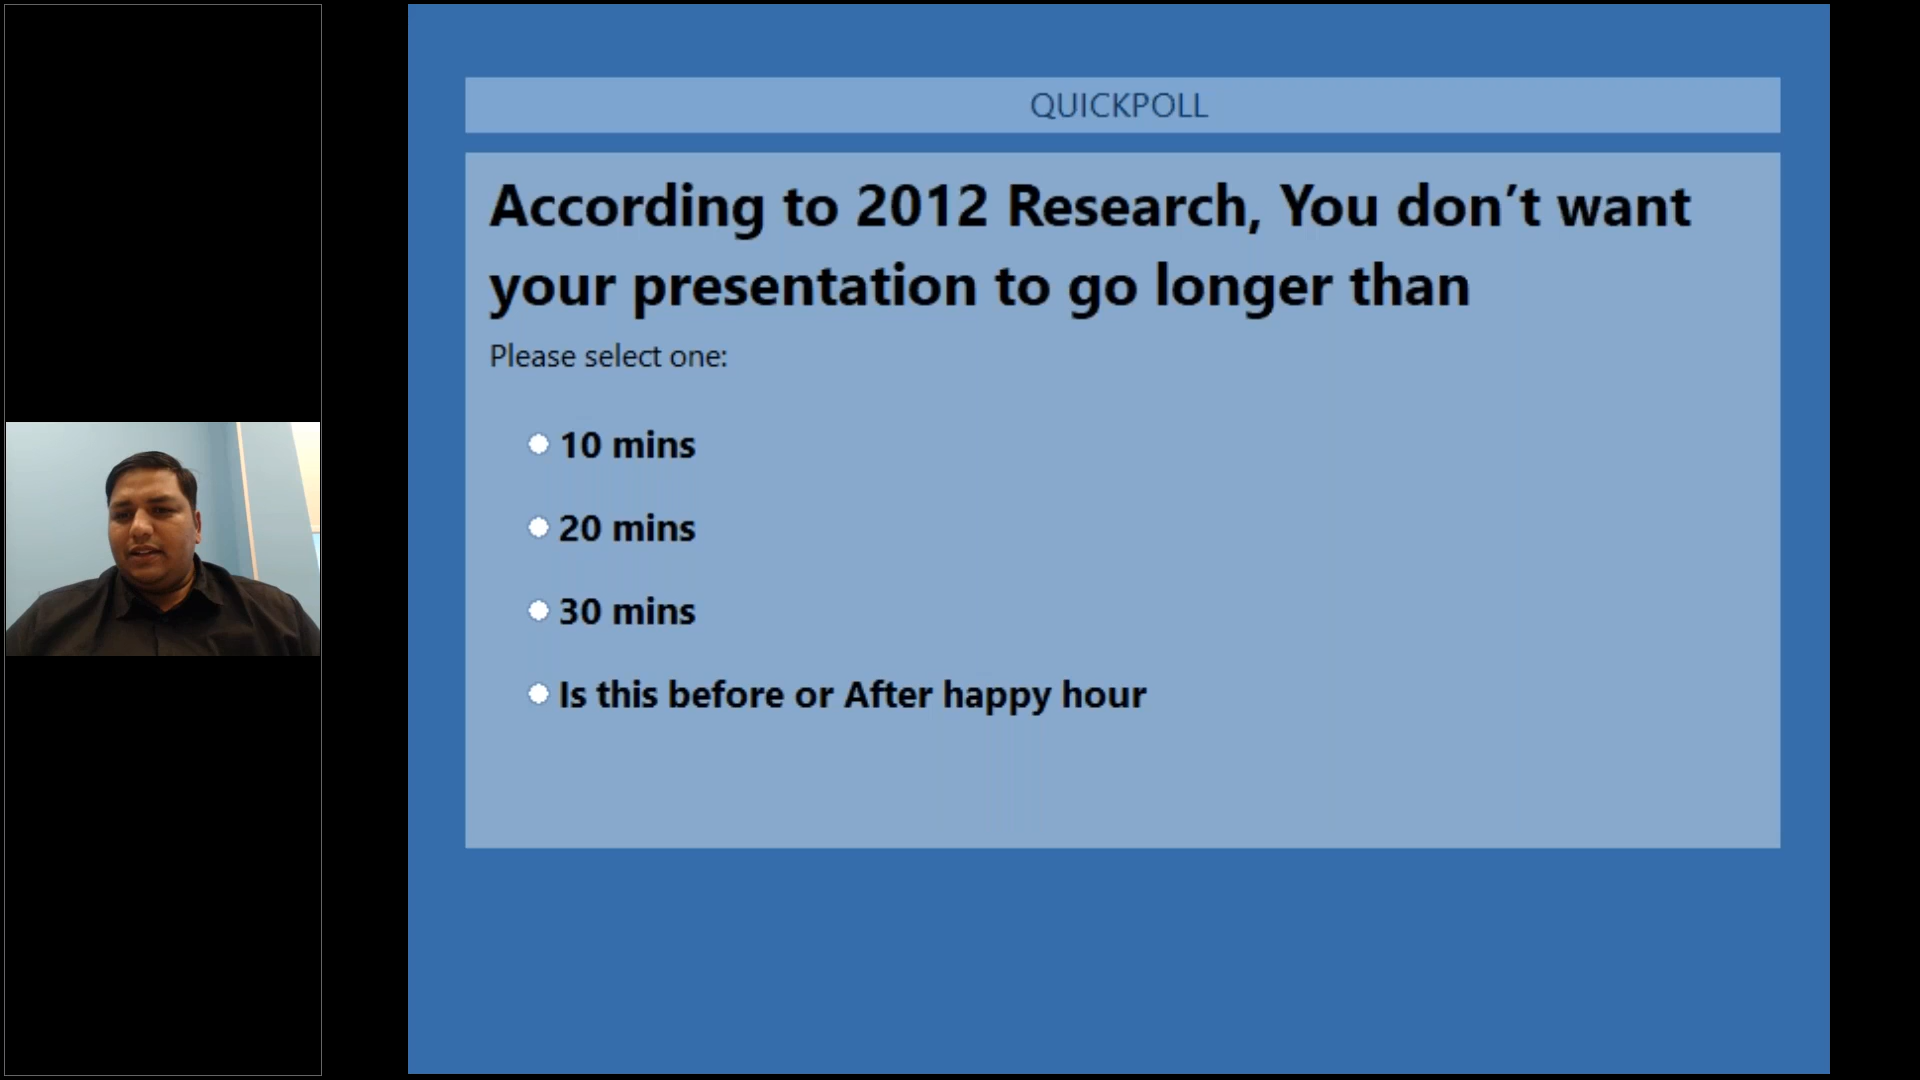 QUICKPOLL
According to 2012 Research, You don’t want
your presentation to go longer than
Please select one:
10 mins
20 mins
30 mins
Is this before or After happy hour